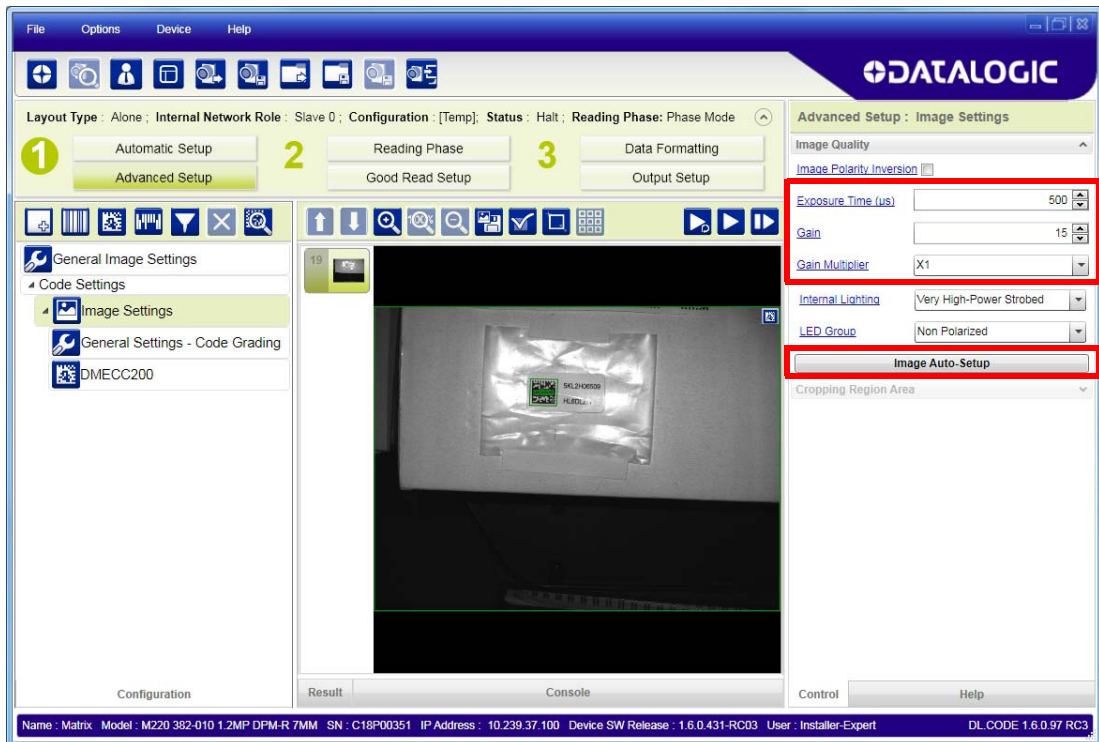 File Options Device Help
DATALOGIC
Layout Type : Alone ; Internal Network Role : Slave 0 ; Configuration : [Temp]; Status : Halt ; Reading Phase: Phase Mode
1 Automatic Setup 2 Reading Phase 3 Data Formatting
Advanced Setup Good Read Setup Output Setup
General Image Settings
Code Settings
Image Settings
General Settings - Code Grading
DMECC200
Configuration
100%
19
5KL2H06509
Result Console
Advanced Setup : Image Settings
Image Quality
Image Polarity Inversion
Exposure Time (µs) 500
Gain 15
Gain Multiplier X1
Internal Lighting Very High-Power Strobed
LED Group Non Polarized
Image Auto-Setup
Cropping Region Area
Control Help
Name : Matrix Model : M220 382-010 1.2MP DPM-R 7MM SN : C18P00351 IP Address : 10.239.37.100 Device SW Release : 1.6.0.431-RC03 User : Installer-Expert DL.CODE 1.6.0.97 RC3